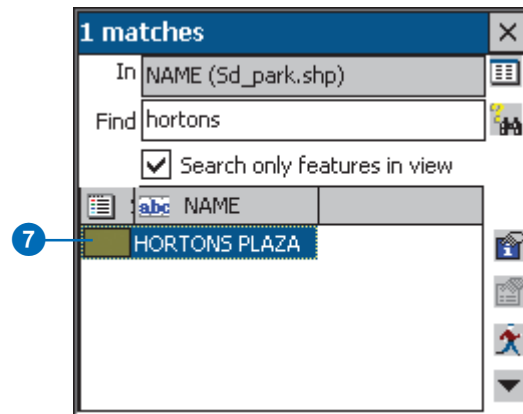 1 matches
In NAME (Sd_park.shp)
Find hortons
Search only features in view
abc NAME
7 HORTONS PLAZA